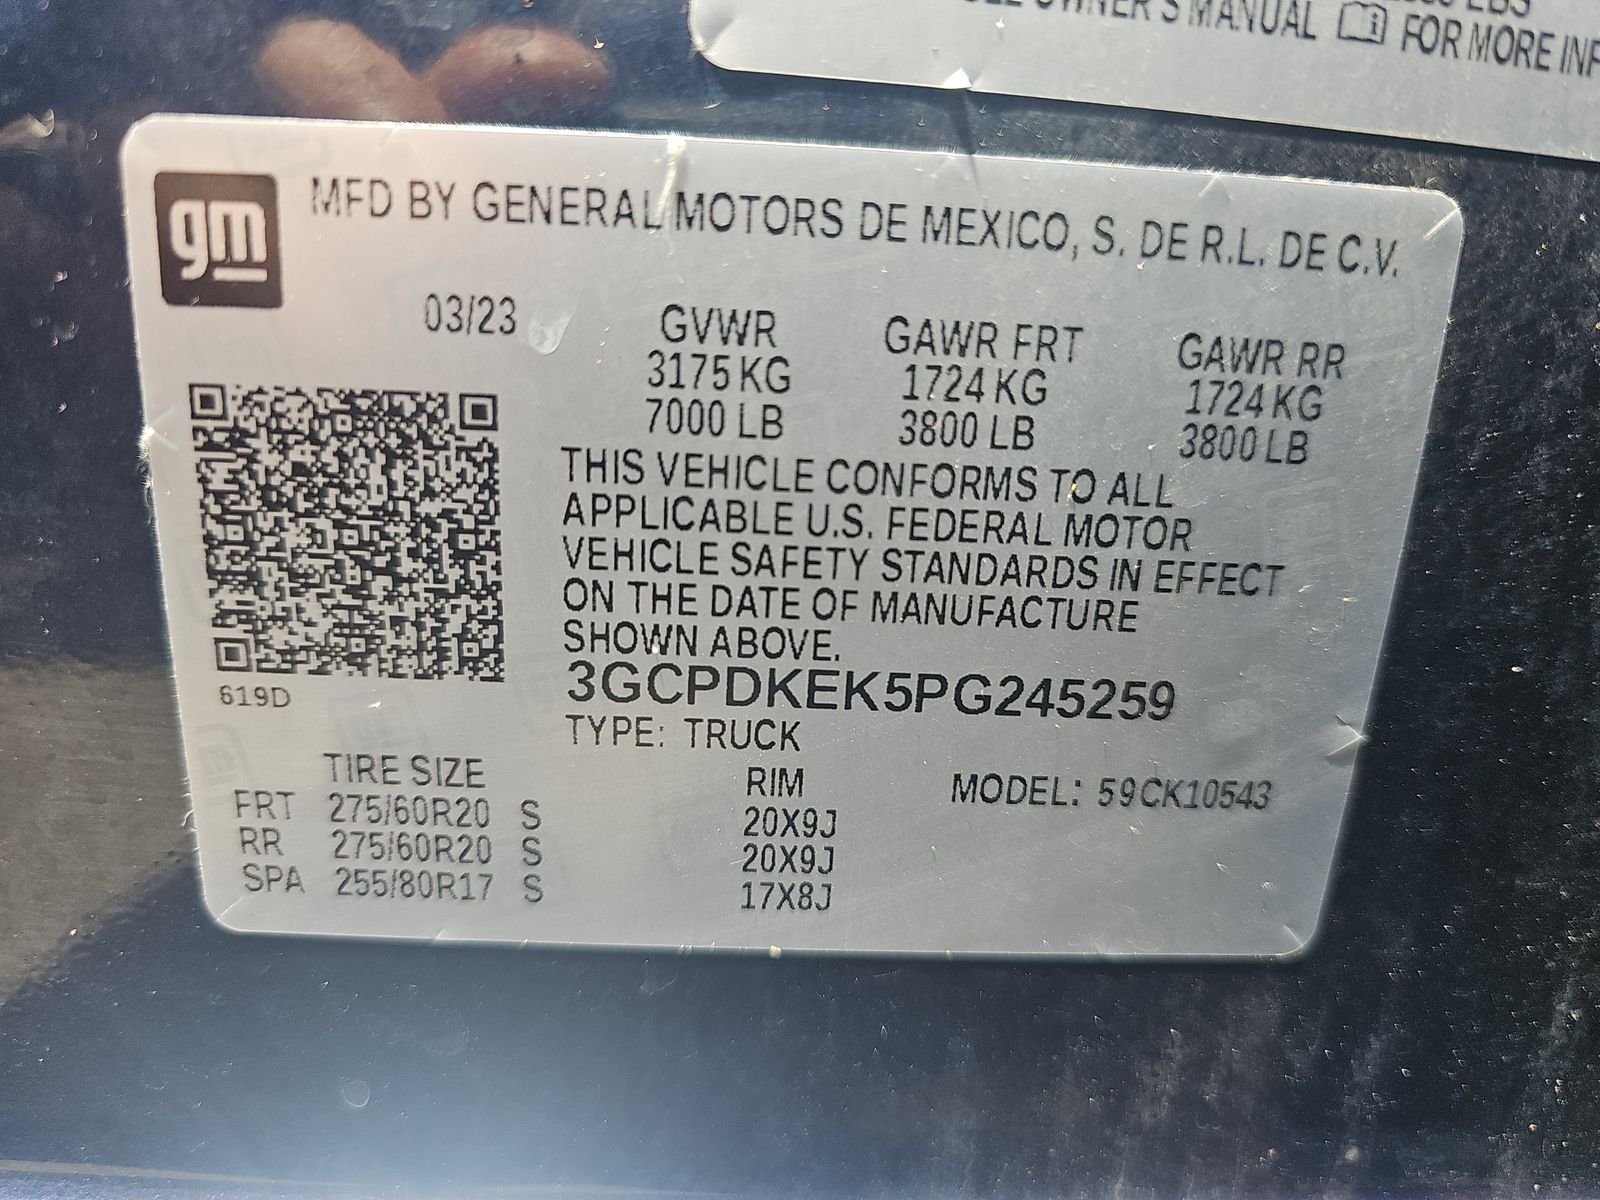 OWNER'S MANUAL FOR MORE
gm
MFD BY GENERAL MOTORS DE MEXICO, S. DE R.L. DE C.V.
03/23
GVWR GAWR FRT GAWR RR
3175 KG 1724 KG 1724 KG
7000 LB 3800 LB 3800 LB
THIS VEHICLE CONFORMS TO ALL
APPLICABLE U.S. FEDERAL MOTOR
VEHICLE SAFETY STANDARDS IN EFFECT
ON THE DATE OF MANUFACTURE
SHOWN ABOVE.
3GCPDKEK5PG245259
619D
TYPE: TRUCK
TIRE SIZE RIM MODEL: 59CK10543
FRT 275/60R20 S 20X9J
RR 275/60R20 S 20X9J
SPA 255/80R17 S 17X8J